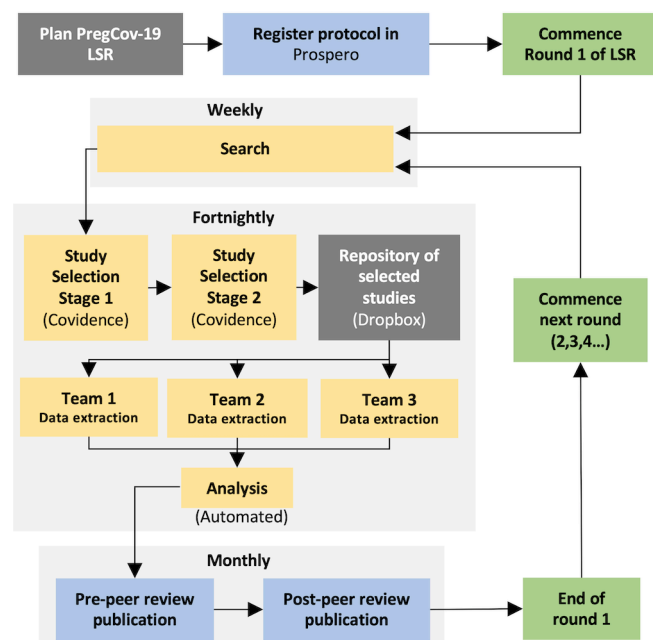 Plan PregCov-19
LSR
Register protocol in
Prospero
Commence
Round 1 of LSR
Weekly
Search
Fortnightly
Study
Selection
Stage 1
(Covidence)
Study
Selection
Stage 2
(Covidence)
Repository of
selected
studies
(Dropbox)
Commence
next round
(2,3,4...)
Team 1
Data extraction
Team 2
Data extraction
Team 3
Data extraction
Analysis
(Automated)
Monthly
Pre-peer review
publication
Post-peer review
publication
End of
round 1